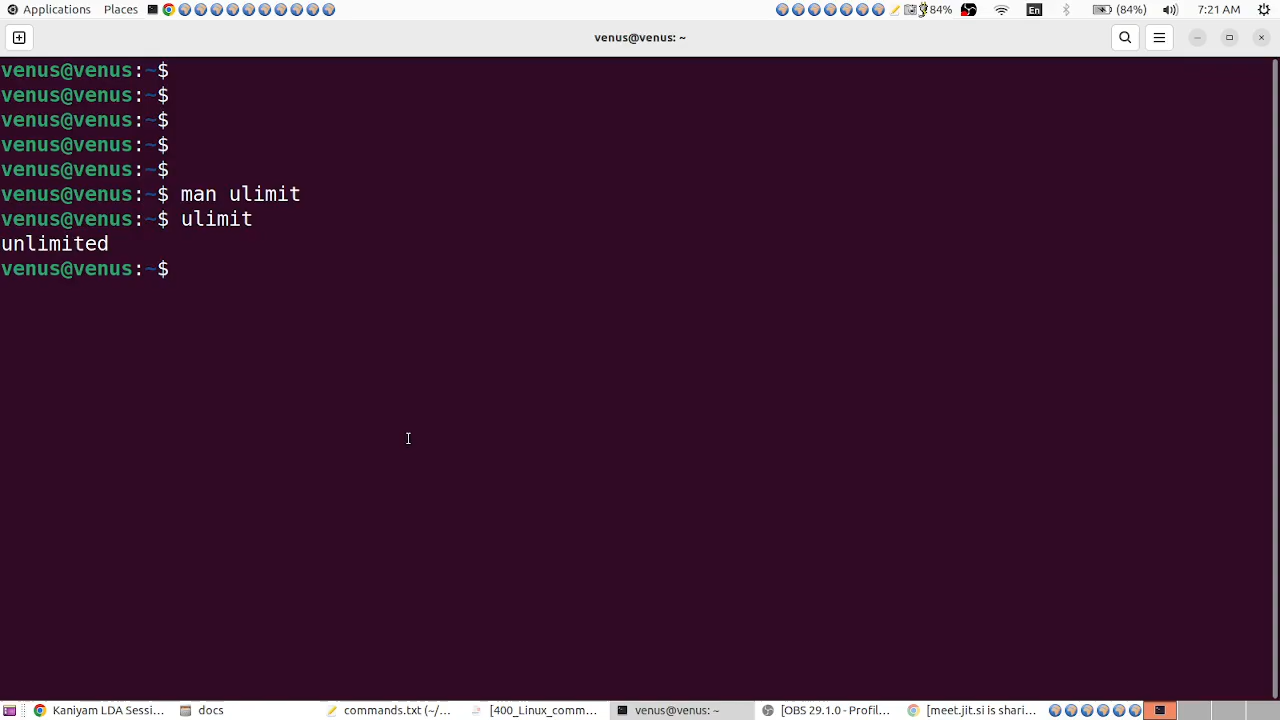 Applications Places 84% En (84%) 7:21 AM
venus@venus: ~
venus@venus:~$
venus@venus:~$
venus@venus:~$
venus@venus:~$
venus@venus:~$
venus@venus:~$ man ulimit
venus@venus:~$ ulimit
unlimited
venus@venus:~$
Kaniyam LDA Sessi... docs commands.txt (~/... [400_Linux_comm... venus@venus: ~ [OBS 29.1.0 - Profil... [meet.jit.si is shari...